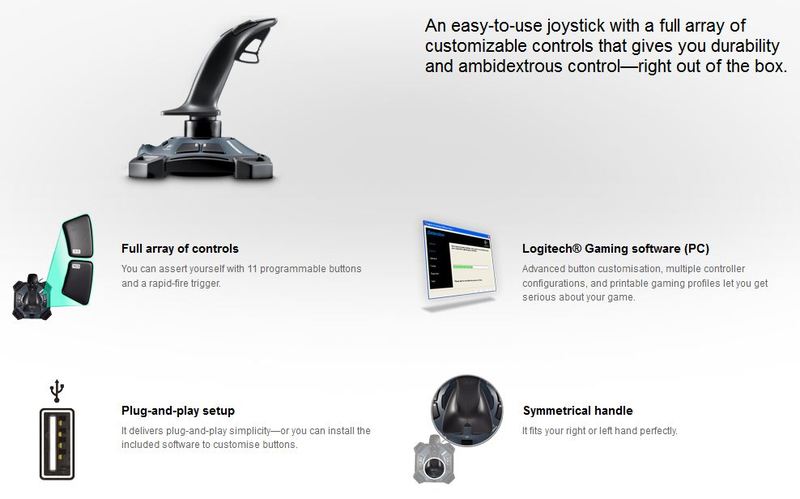 An easy-to-use joystick with a full array of
customizable controls that gives you durability
and ambidextrous control—right out of the box.
Full array of controls
You can assert yourself with 11 programmable buttons
and a rapid-fire trigger.
Logitech® Gaming software (PC)
Advanced button customisation, multiple controller
configurations, and printable gaming profiles let you get
serious about your game.
Plug-and-play setup
It delivers plug-and-play simplicity—or you can install the
included software to customise buttons.
Symmetrical handle
It fits your right or left hand perfectly.